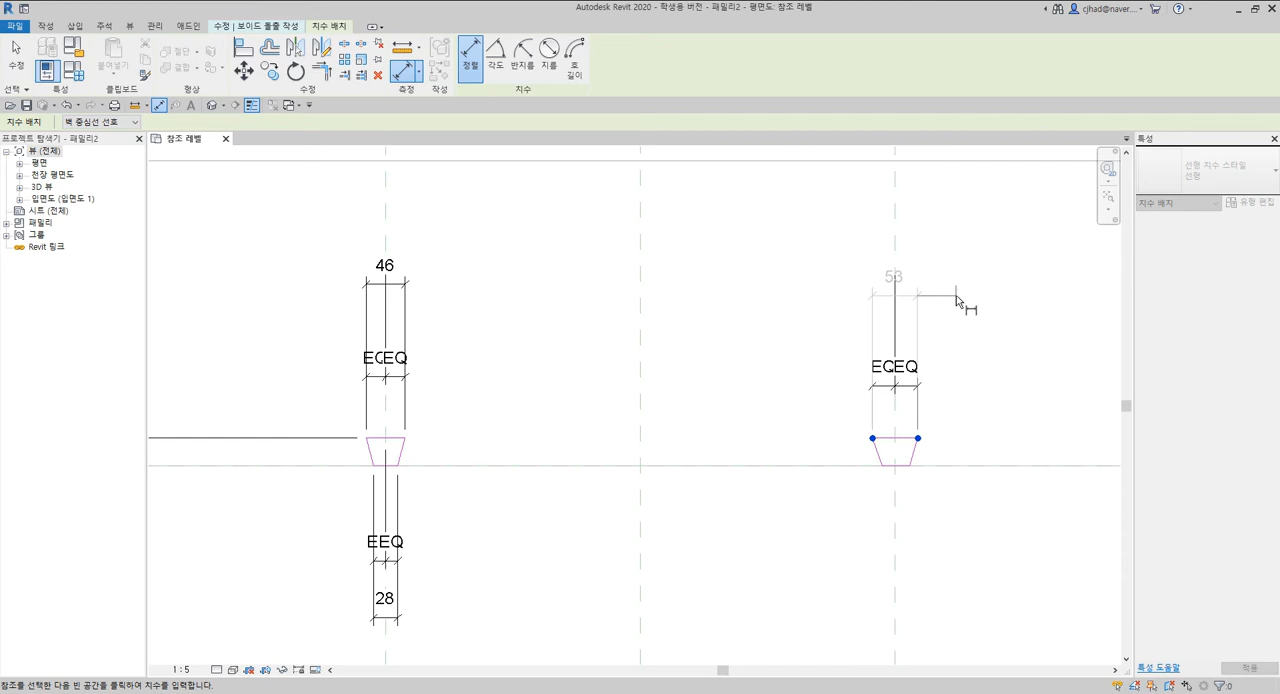 Autodesk Revit 2020 - 학생용 버전 - 패밀리2 - 평면도: 참조 레벨
cjhad@naver....
파일 작성 삽입 주석 뷰 관리 애드인 수정 | 보이드 돌출 작성 지수 배치
수정 붙여넣기 절단 결합 정렬 각도 반지름 지름 호 길이
선택 특성 클립보드 형상 수정 측정 작성 치수
지수 배치 벽 중심선 선호
프로젝트 탐색기 - 패밀리2
참조 레벨
특성
뷰 (전체)
평면
천장 평면도
3D 뷰
입면도 (입면도 1)
시트 (전체)
패밀리
그룹
Revit 링크
선형 치수 스타일
선형
지수 배치
유형 편집
46
53
EQEQ
EQEQ
EEQ
28
1 : 5
특성 도움말
적용
참조를 선택한 다음 빈 공간을 클릭하여 치수를 입력합니다.
:0